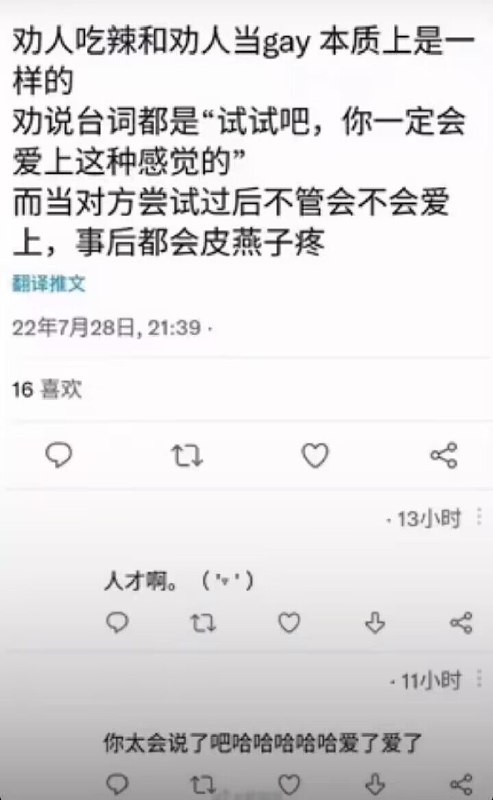 劝人吃辣和劝人当gay 本质上是一
样的
劝说台词都是“试试吧，你一定会
爱上这种感觉的”
而当对方尝试过后不管会不会爱
上，事后都会皮燕子疼
翻译推文
22年7月28日, 21:39 ·
16 喜欢
· 13小时
人才啊。（ '▿ ' ）
· 11小时
你太会说了吧哈哈哈哈哈爱了爱了